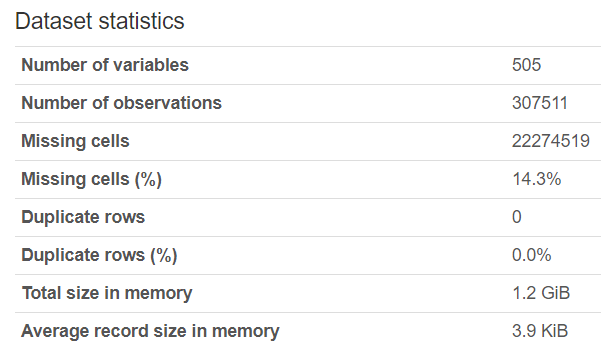 Dataset statistics
Number of variables 505
Number of observations 307511
Missing cells 22274519
Missing cells (%) 14.3%
Duplicate rows 0
Duplicate rows (%) 0.0%
Total size in memory 1.2 GiB
Average record size in memory 3.9 KiB